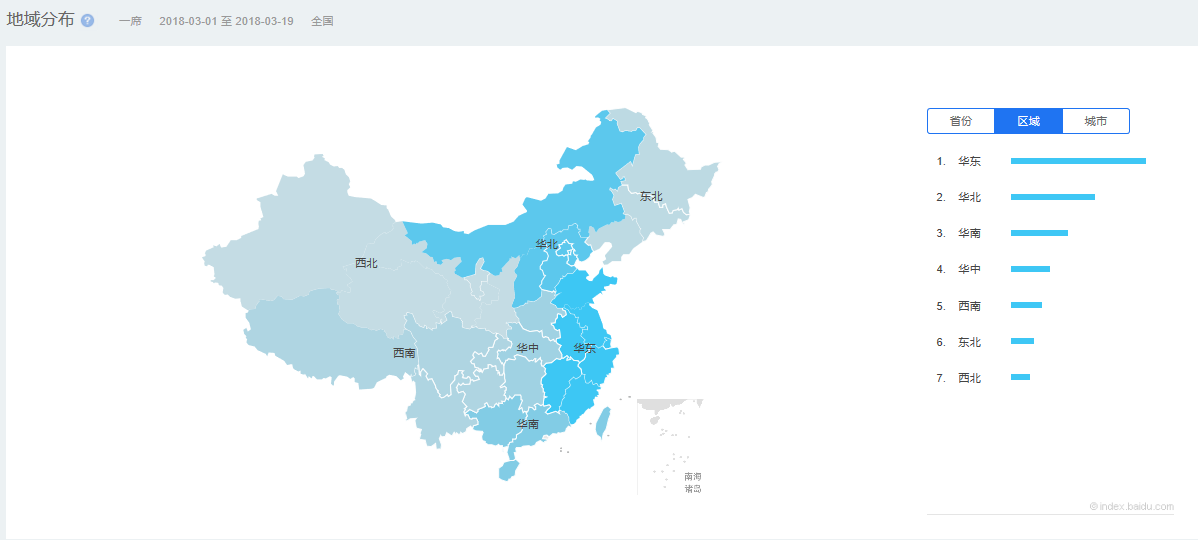 地域分布 ? 一席 2018-03-01 至 2018-03-19 全国
省份 区域 城市
1. 华东
2. 华北
3. 华南
4. 华中
5. 西南
6. 东北
7. 西北
东北
华北
西北
华中
华东
西南
华南
南海
诸岛
© index.baidu.com